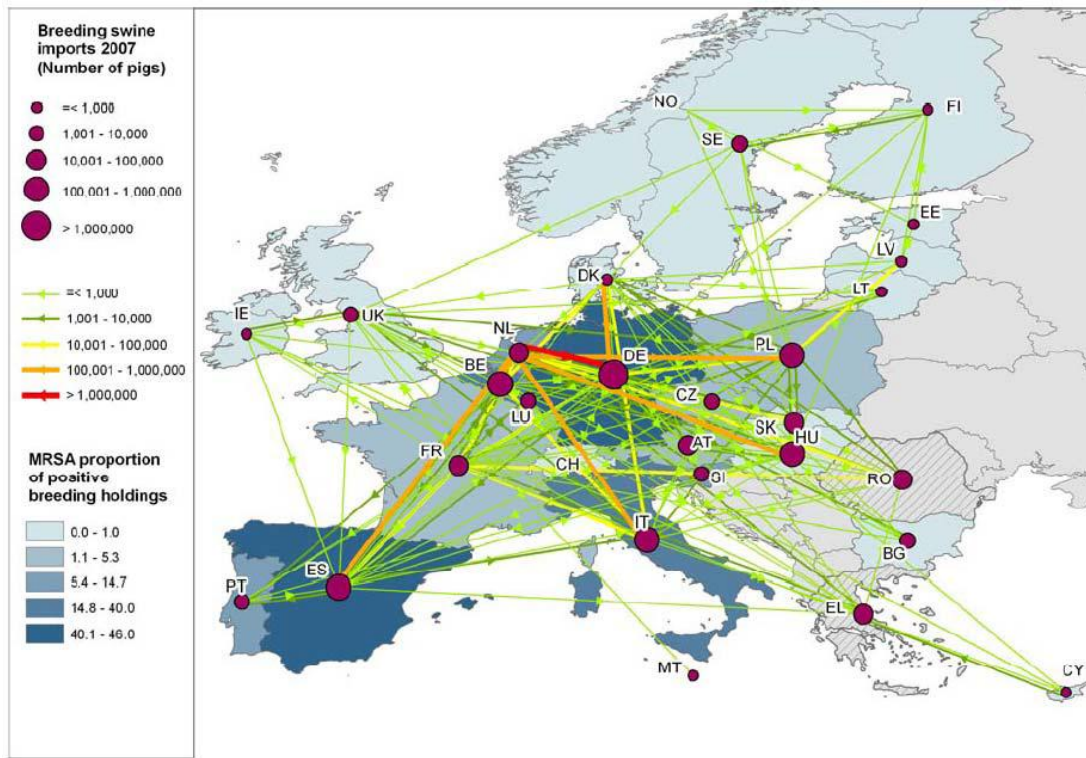 Breeding swine
imports 2007
(Number of pigs)
=< 1,000
1,001 - 10,000
10,001 - 100,000
100,001 - 1,000,000
> 1,000,000
=< 1,000
1,001 - 10,000
10,001 - 100,000
100,001 - 1,000,000
> 1,000,000
MRSA proportion
of positive
breeding holdings
0.0 - 1.0
1.1 - 5.3
5.4 - 14.7
14.8 - 40.0
40.1 - 46.0
NO
FI
SE
EE
LV
DK
LT
IE
UK
NL
PL
DE
BE
CZ
LU
SK
HU
AT
FR
CH
GI
RO
IT
BG
ES
PT
EL
MT
CY